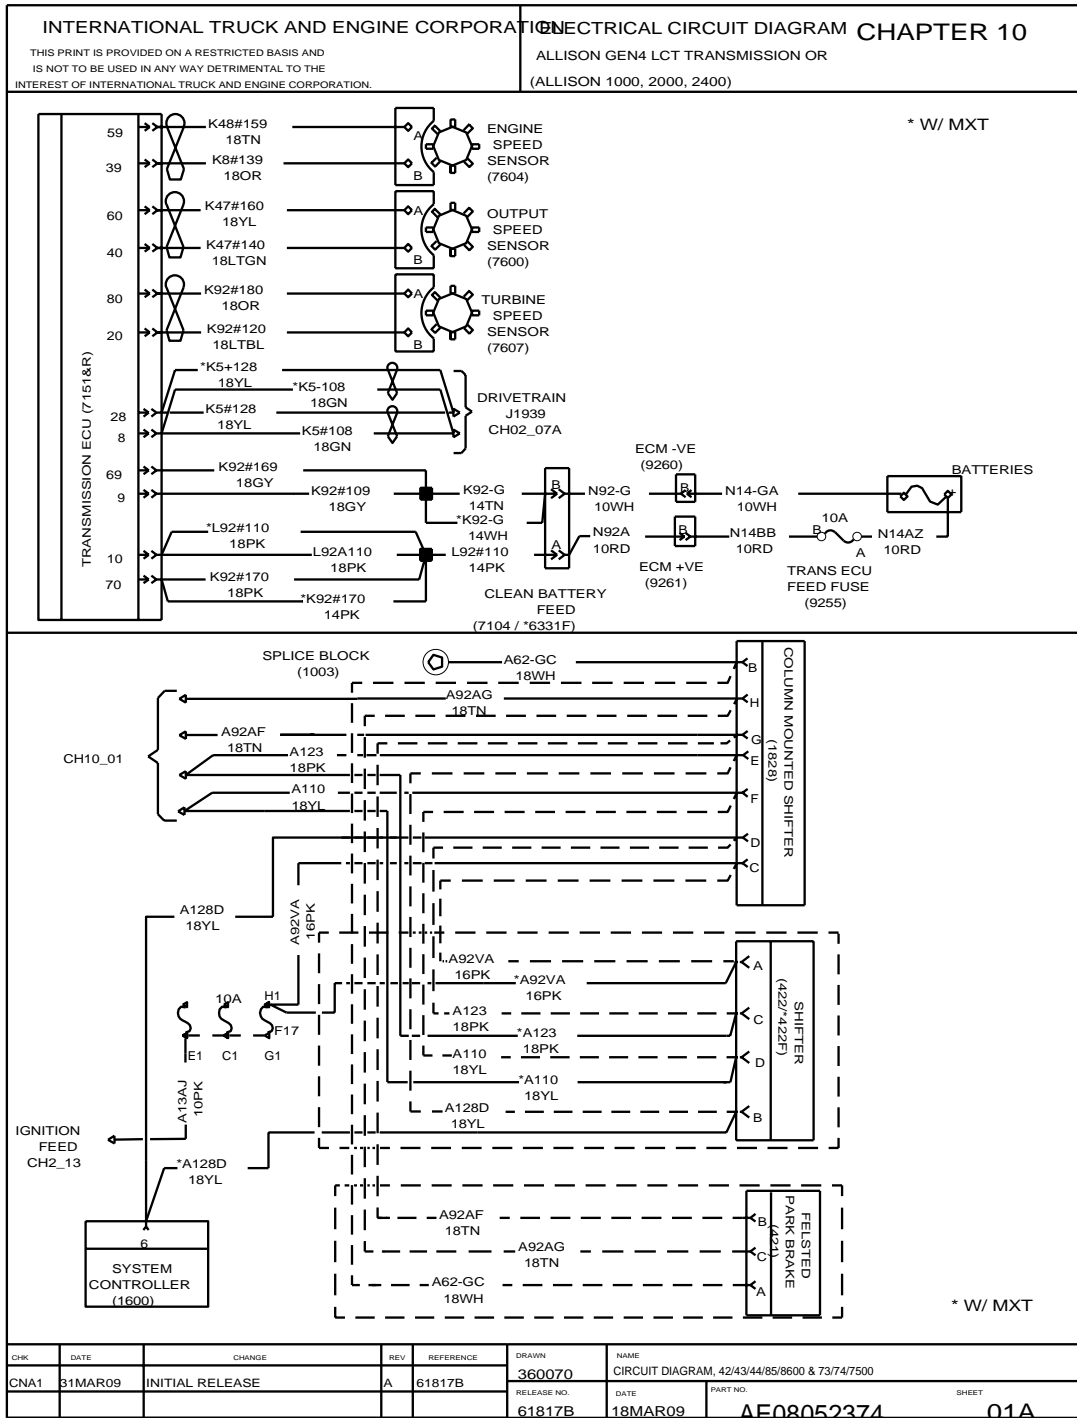 INTERNATIONAL TRUCK AND ENGINE CORPORATION
THIS PRINT IS PROVIDED ON A RESTRICTED BASIS AND
IS NOT TO BE USED IN ANY WAY DETRIMENTAL TO THE
INTEREST OF INTERNATIONAL TRUCK AND ENGINE CORPORATION.
ELECTRICAL CIRCUIT DIAGRAM CHAPTER 10
ALLISON GEN4 LCT TRANSMISSION OR
(ALLISON 1000, 2000, 2400)
* W/ MXT
TRANSMISSION ECU (7151&R)
59
K48#159
18TN
A
39
K8#139
18OR
B
ENGINE
SPEED
SENSOR
(7604)
60
K47#160
18YL
A
40
K47#140
18LTGN
B
OUTPUT
SPEED
SENSOR
(7600)
80
K92#180
18OR
A
20
K92#120
18LTBL
B
TURBINE
SPEED
SENSOR
(7607)
*K5+128
18YL
*K5-108
18GN
28
K5#128
18YL
8
K5#108
18GN
DRIVETRAIN
J1939
CH02_07A
69
K92#169
18GY
9
K92#109
18GY
K92-G
14TN
*K92-G
14WH
B
N92-G
10WH
ECM -VE
(9260)
B
N14-GA
10WH
BATTERIES
+
*L92#110
18PK
10
L92A110
18PK
L92#110
14PK
A
N92A
10RD
B
ECM +VE
(9261)
N14BB
10RD
10A
B
A
N14AZ
10RD
TRANS ECU
FEED FUSE
(9255)
70
K92#170
18PK
*K92#170
14PK
CLEAN BATTERY
FEED
(7104 / *6331F)
SPLICE BLOCK
(1003)
A62-GC
18WH
B
A92AG
18TN
H
A92AF
18TN
G
A123
18PK
E
A110
18YL
F
D
C
COLUMN MOUNTED SHIFTER
(1828)
CH10_01
A128D
18YL
A92VA
16PK
A92VA
16PK
*A92VA
16PK
A
A123
18PK
*A123
18PK
C
A110
18YL
*A110
18YL
D
A128D
18YL
B
SHIFTER
(422/*422F)
10A
H1
F17
E1
C1
G1
A13AJ
10PK
IGNITION
FEED
CH2_13
*A128D
18YL
6
SYSTEM
CONTROLLER
(1600)
A92AF
18TN
B
A92AG
18TN
C
A62-GC
18WH
A
FELSTED
PARK BRAKE
(421)
* W/ MXT
CHK DATE CHANGE REV REFERENCE
CNA1 31MAR09 INITIAL RELEASE A 61817B
DRAWN
360070
NAME
CIRCUIT DIAGRAM, 42/43/44/85/8600 & 73/74/7500
RELEASE NO.
61817B
DATE
18MAR09
PART NO.
AE08052374
SHEET
01A